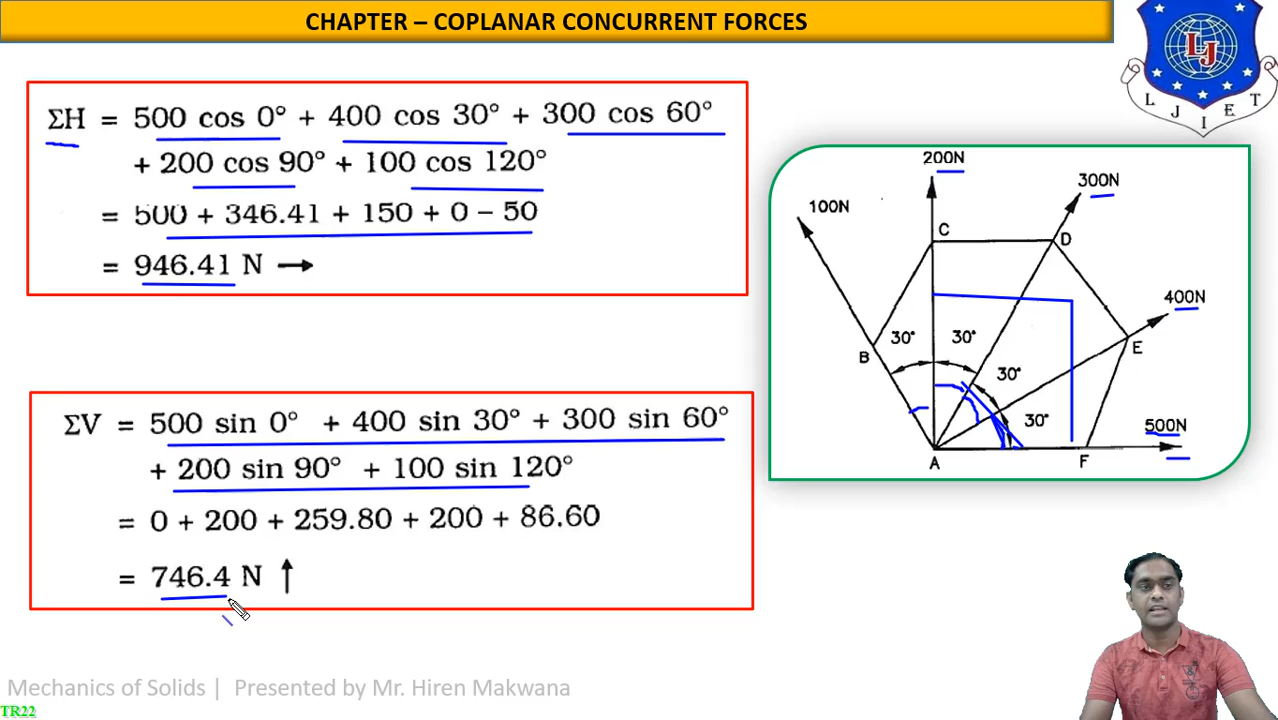 CHAPTER – COPLANAR CONCURRENT FORCES
L J I E T
LJ
ΣH = 500 cos 0° + 400 cos 30° + 300 cos 60°
+ 200 cos 90° + 100 cos 120°
= 500 + 346.41 + 150 + 0 – 50
= 946.41 N →
ΣV = 500 sin 0° + 400 sin 30° + 300 sin 60°
+ 200 sin 90° + 100 sin 120°
= 0 + 200 + 259.80 + 200 + 86.60
= 746.4 N ↑
200N
300N
100N
C
D
400N
30°
30°
B
E
30°
30°
500N
A
F
Mechanics of Solids | Presented by Mr. Hiren Makwana
TR22